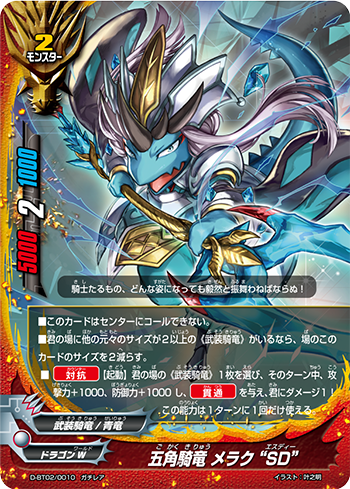 2
モンスター
5000 2 1000
騎士たるもの、どんな姿になっても毅然と振舞わねばならぬ!
■このカードはセンターにコールできない。
■君の場に他の元々のサイズが2以上の《武装騎竜》がいるなら、場のこの
カードのサイズを2減らす。
■【対抗】[起動] 君の場の《武装騎竜》1枚を選び、そのターン中、攻
撃力+1000、防御力+1000し、『貫通』を与え、君にダメージ1!
この能力は1ターンに1回だけ使える
武装騎竜/青竜
ドラゴンW
五角騎竜 メラク “SD”
D-BT02/0010 ガチレア
イラスト:叶之明